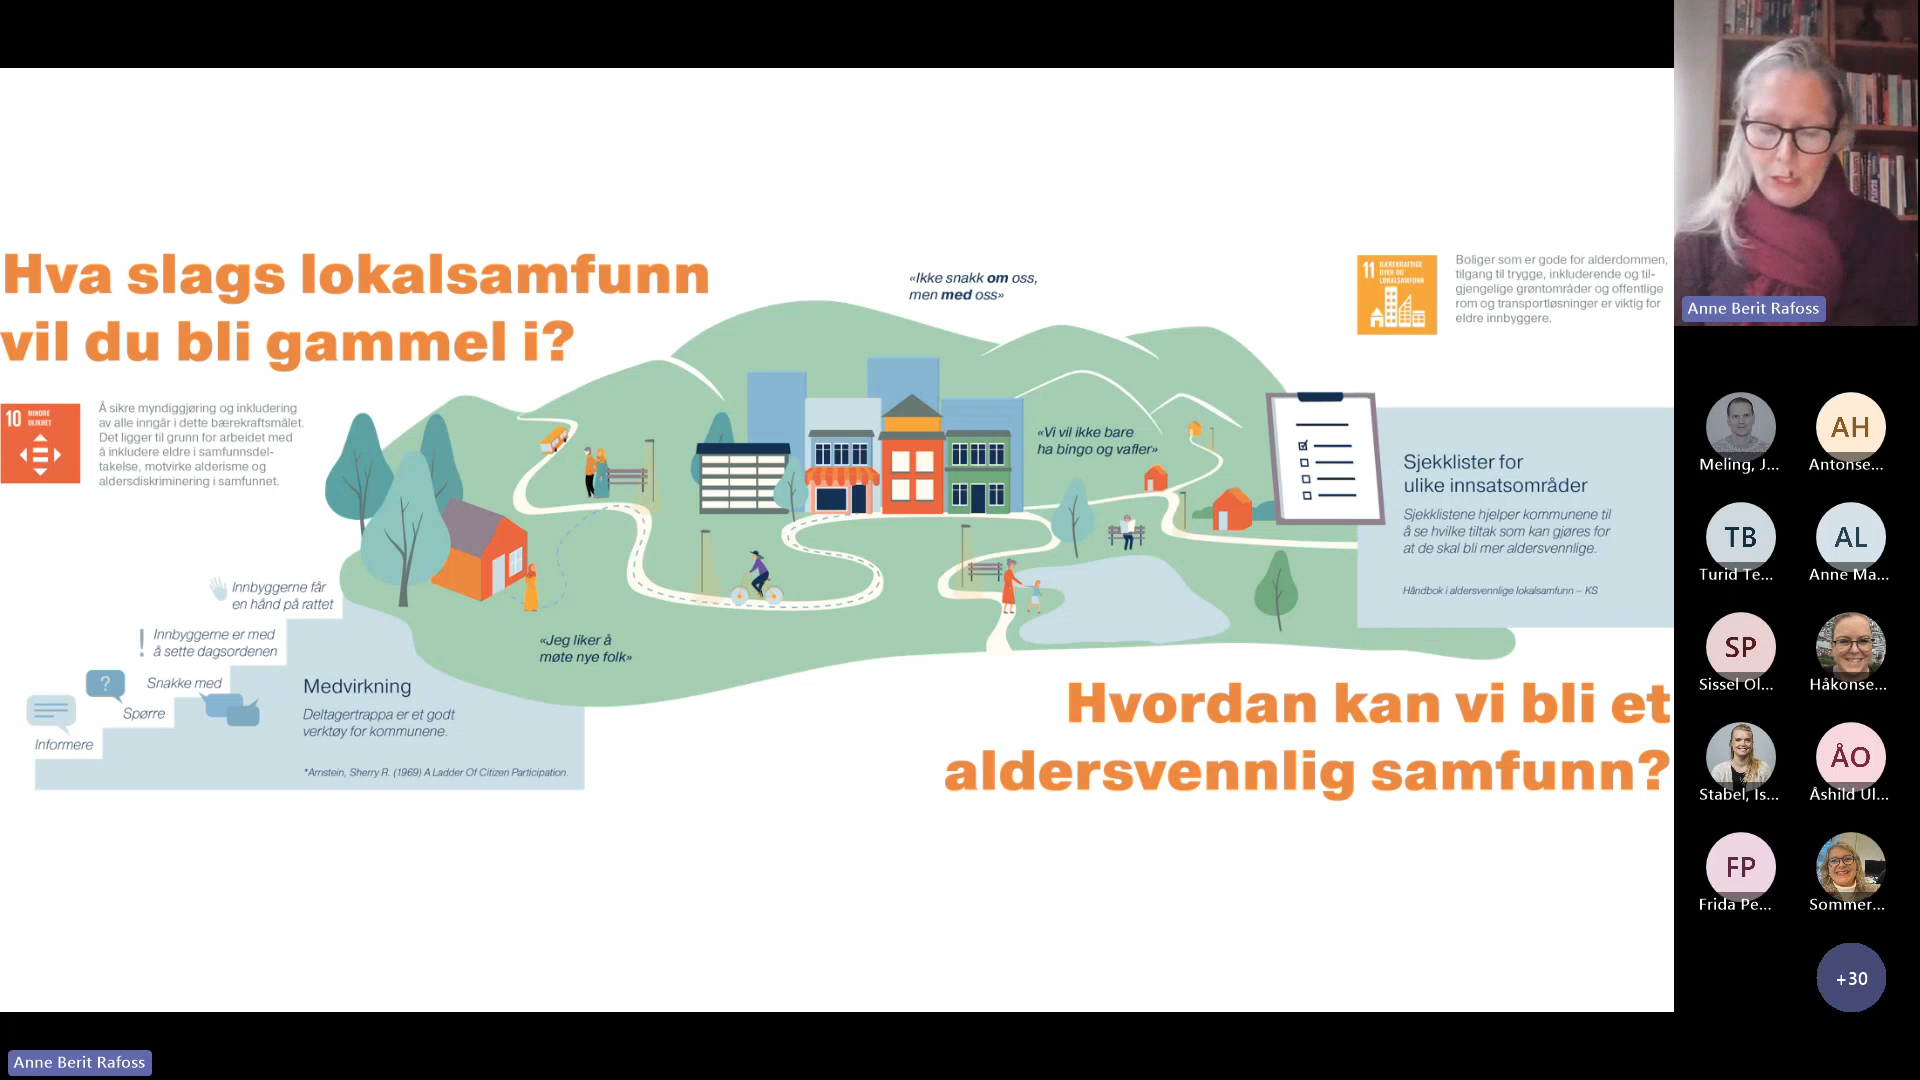 Hva slags lokalsamfunn
vil du bli gammel i?
10 MINDRE
ULIKHET
Å sikre myndiggjøring og inkludering
av alle inngår i dette bærekraftsmålet.
Det ligger til grunn for arbeidet med
å inkludere eldre i samfunnsdel-
takelse, motvirke alderisme og
aldersdiskriminering i samfunnet.
«Ikke snakk om oss,
men med oss»
11 BÆREKRAFTIGE
BYER OG
LOKALSAMFUNN
Boliger som er gode for alderdommen,
tilgang til trygge, inkluderende og til-
gjengelige grøntområder og offentlige
rom og transportløsninger er viktig for
eldre innbyggere.
«Vi vil ikke bare
ha bingo og vafler»
Sjekklister for
ulike innsatsområder
Sjekklistene hjelper kommunene til
å se hvilke tiltak som kan gjøres for
at de skal bli mer aldersvennlige.
Håndbok i aldersvennlige lokalsamfunn – KS
Innbyggerne får
en hånd på rattet
! Innbyggerne er med
å sette dagsordenen
?
Snakke med
Spørre
Informere
«Jeg liker å
møte nye folk»
Medvirkning
Deltagertrappa er et godt
verktøy for kommunene.
*Arnstein, Sherry R. (1969) A Ladder Of Citizen Participation.
Hvordan kan vi bli et
aldersvennlig samfunn?
Anne Berit Rafoss
Meling, J...
AH
Antonse...
TB
Turid Te...
AL
Anne Ma...
SP
Sissel Ol...
Håkonse...
Stabel, Is...
ÅO
Åshild Ul...
FP
Frida Pe...
Sommer...
+30
Anne Berit Rafoss